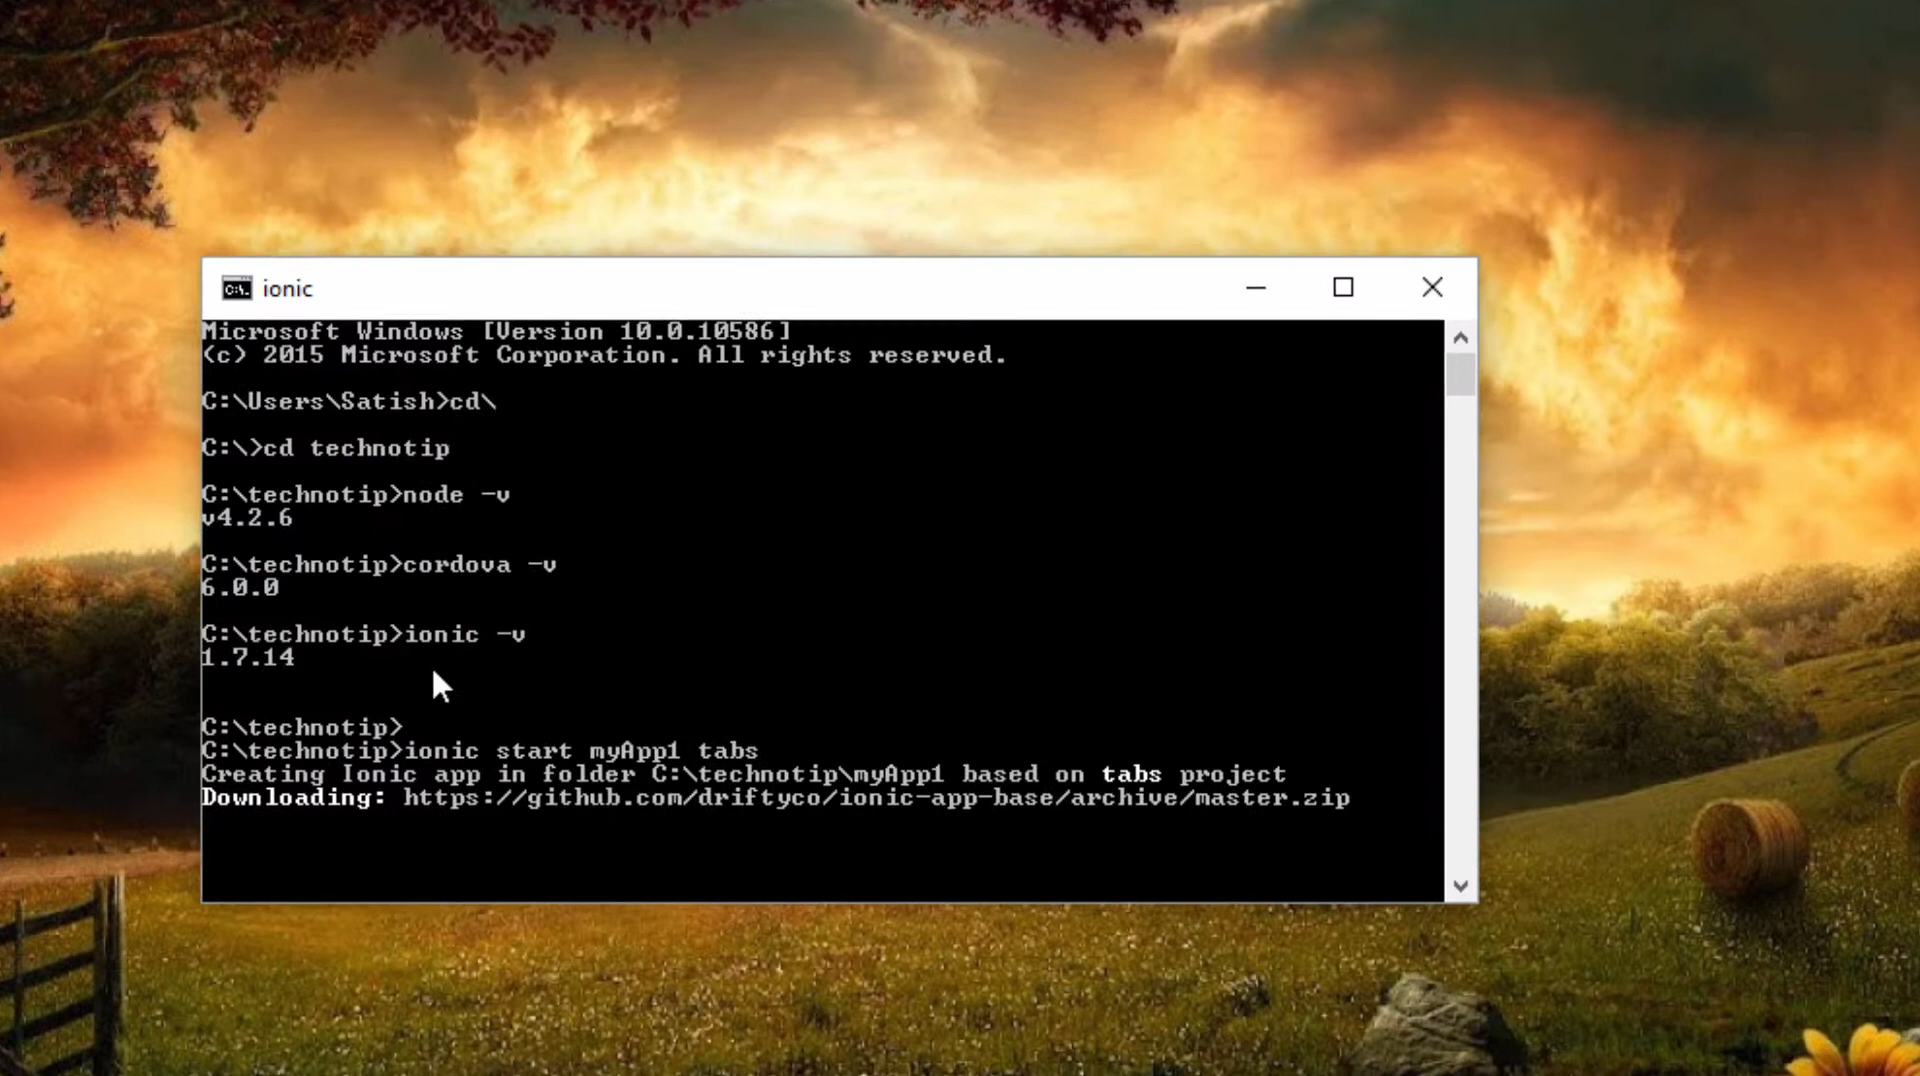 ionic
Microsoft Windows [Version 10.0.10586]
(c) 2015 Microsoft Corporation. All rights reserved.
C:\Users\Satish>cd\
C:\>cd technotip
C:\technotip>node -v
v4.2.6
C:\technotip>cordova -v
6.0.0
C:\technotip>ionic -v
1.7.14
C:\technotip>
C:\technotip>ionic start myApp1 tabs
Creating Ionic app in folder C:\technotip\myApp1 based on tabs project
Downloading: https://github.com/driftyco/ionic-app-base/archive/master.zip